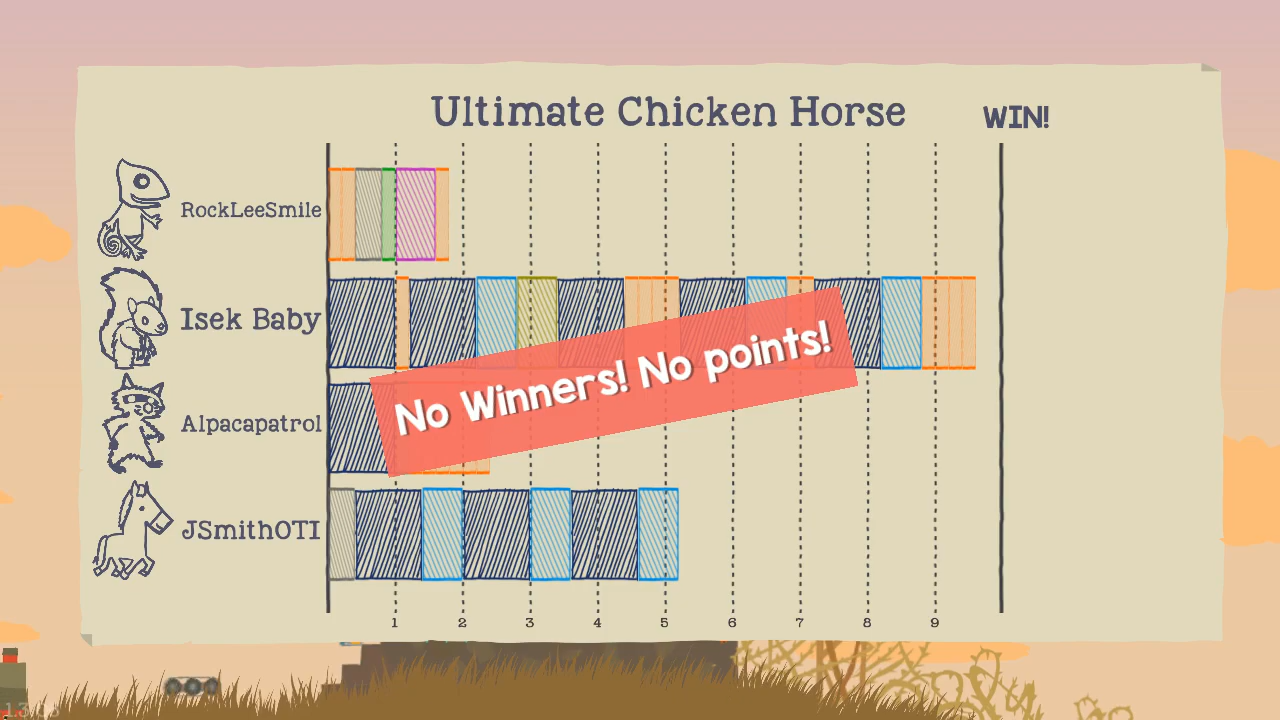 Ultimate Chicken Horse
WIN!
RockLeeSmile
Isek Baby
No Winners! No points!
Alpacapatrol
JSmithOTI
1 2 3 4 5 6 7 8 9